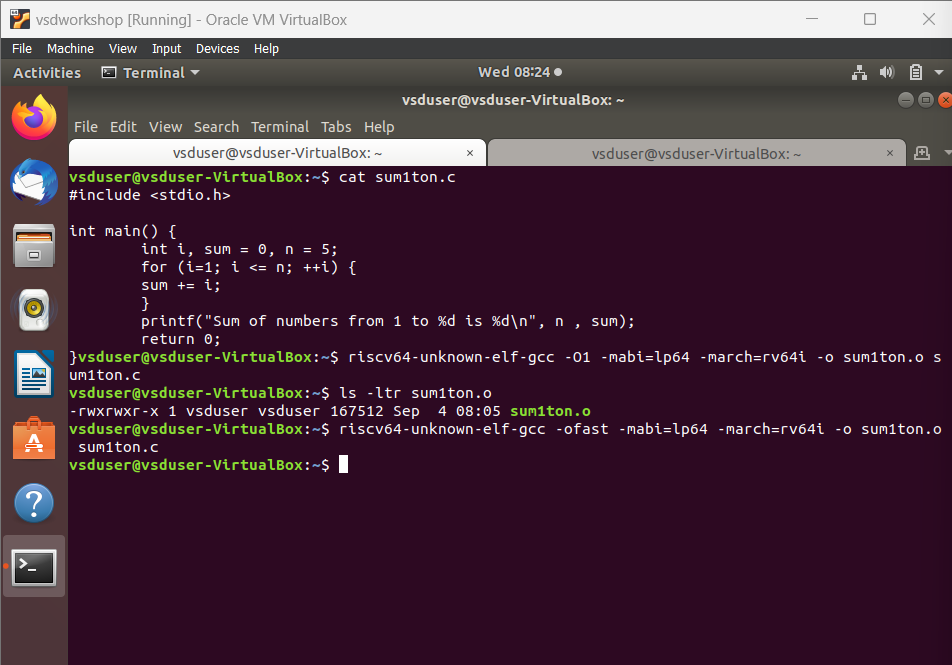 vsdworkshop [Running] - Oracle VM VirtualBox
File Machine View Input Devices Help
Activities Terminal Wed 08:24
vsduser@vsduser-VirtualBox: ~
File Edit View Search Terminal Tabs Help
vsduser@vsduser-VirtualBox: ~ × vsduser@vsduser-VirtualBox: ~ ×
vsduser@vsduser-VirtualBox:~$ cat sum1ton.c
#include <stdio.h>
int main() {
int i, sum = 0, n = 5;
for (i=1; i <= n; ++i) {
sum += i;
}
printf("Sum of numbers from 1 to %d is %d\n", n , sum);
return 0;
}vsduser@vsduser-VirtualBox:~$ riscv64-unknown-elf-gcc -O1 -mabi=lp64 -march=rv64i -o sum1ton.o s
um1ton.c
vsduser@vsduser-VirtualBox:~$ ls -ltr sum1ton.o
-rwxrwxr-x 1 vsduser vsduser 167512 Sep  4 08:05 sum1ton.o
vsduser@vsduser-VirtualBox:~$ riscv64-unknown-elf-gcc -ofast -mabi=lp64 -march=rv64i -o sum1ton.o
sum1ton.c
vsduser@vsduser-VirtualBox:~$